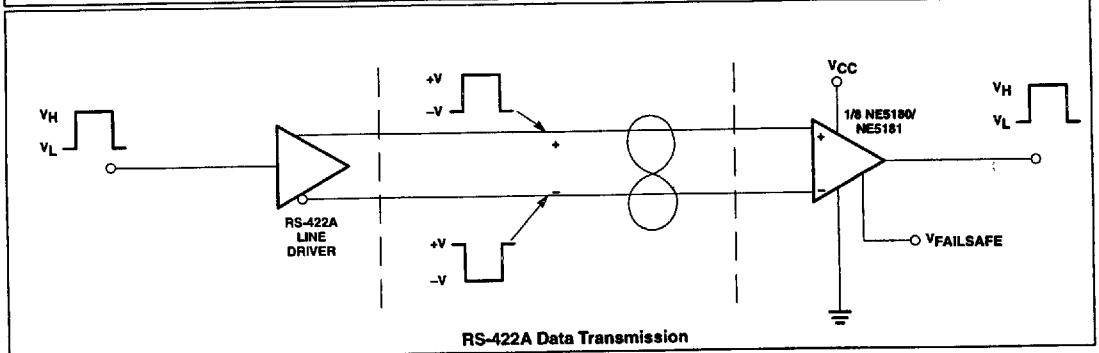 VH
VL
RS-422A
LINE
DRIVER
+V
–V
+
–
+V
–V
VCC
1/8 NE5180/
NE5181
+
–
VFAILSAFE
VH
VL
RS-422A Data Transmission